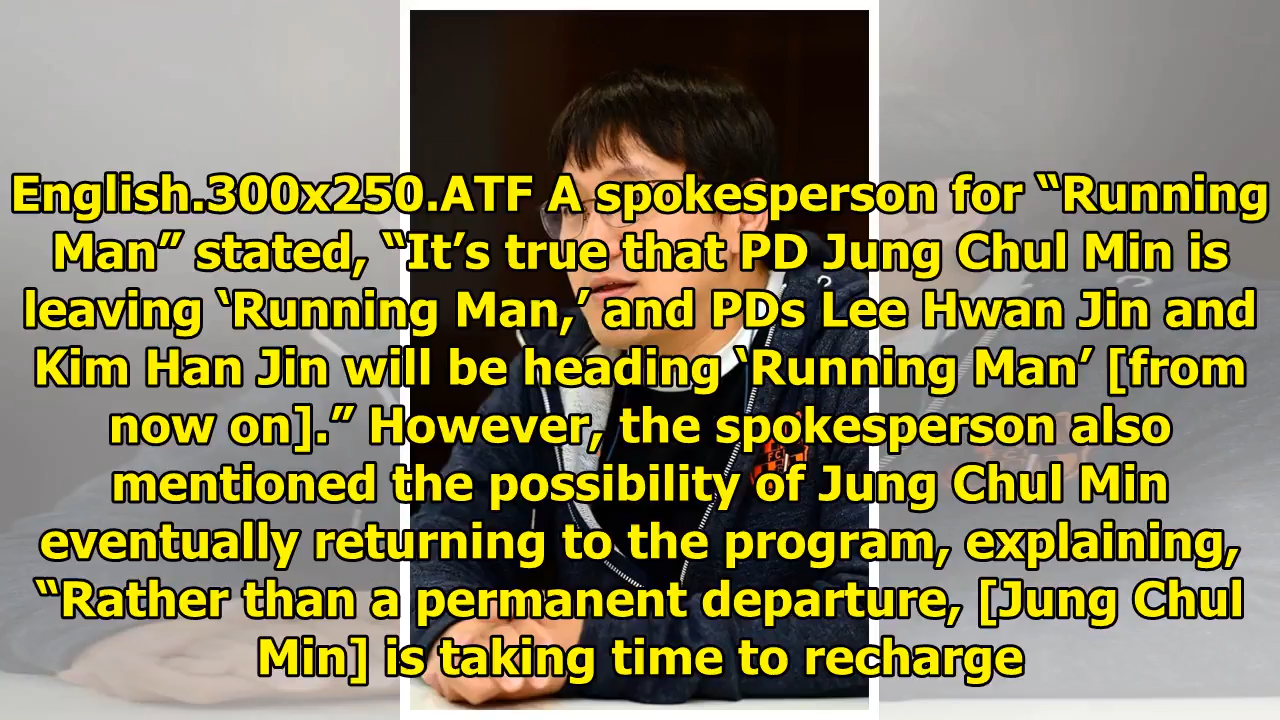 English.300x250.ATF A spokesperson for “Running
Man” stated, “It’s true that PD Jung Chul Min is
leaving ‘Running Man,’ and PDs Lee Hwan Jin and
Kim Han Jin will be heading ‘Running Man’ [from
now on].” However, the spokesperson also
mentioned the possibility of Jung Chul Min
eventually returning to the program, explaining,
“Rather than a permanent departure, [Jung Chul
Min] is taking time to recharge